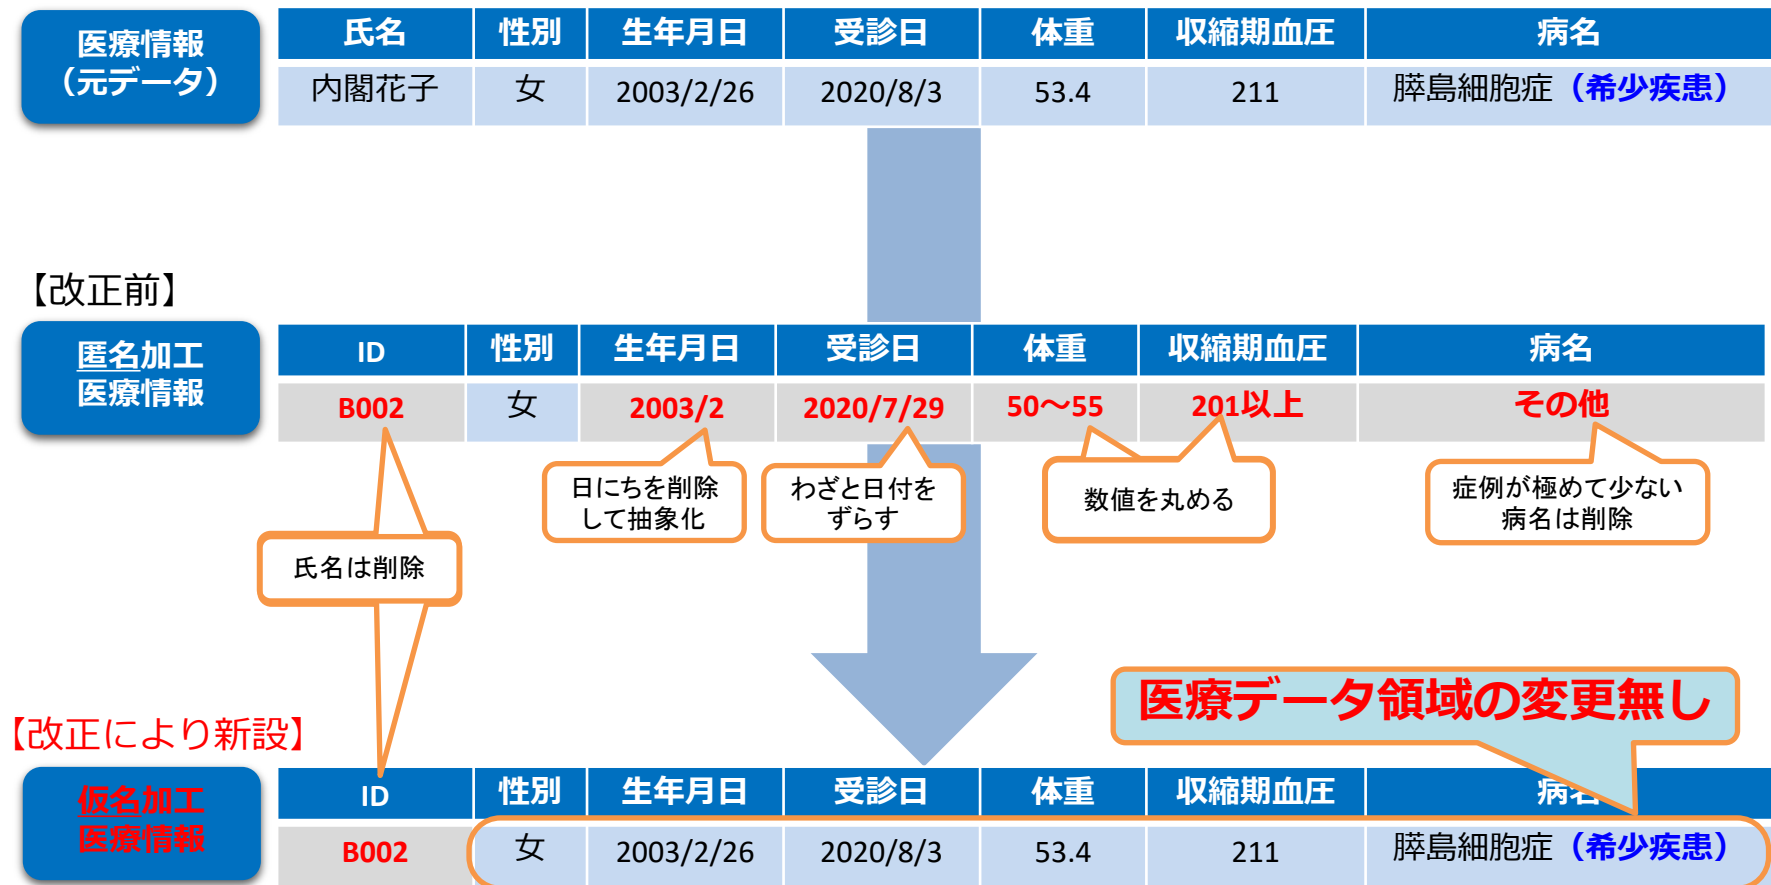 医療情報
（元データ）
氏名 性別 生年月日 受診日 体重 収縮期血圧 病名
内閣花子 女 2003/2/26 2020/8/3 53.4 211 膵島細胞症（希少疾患）
【改正前】
匿名加工
医療情報
ID 性別 生年月日 受診日 体重 収縮期血圧 病名
B002 女 2003/2 2020/7/29 50～55 201以上 その他
日にちを削除
して抽象化
わざと日付を
ずらす
数値を丸める
症例が極めて少ない
病名は削除
氏名は削除
医療データ領域の変更無し
【改正により新設】
仮名加工
医療情報
ID 性別 生年月日 受診日 体重 収縮期血圧 病名
B002 女 2003/2/26 2020/8/3 53.4 211 膵島細胞症（希少疾患）